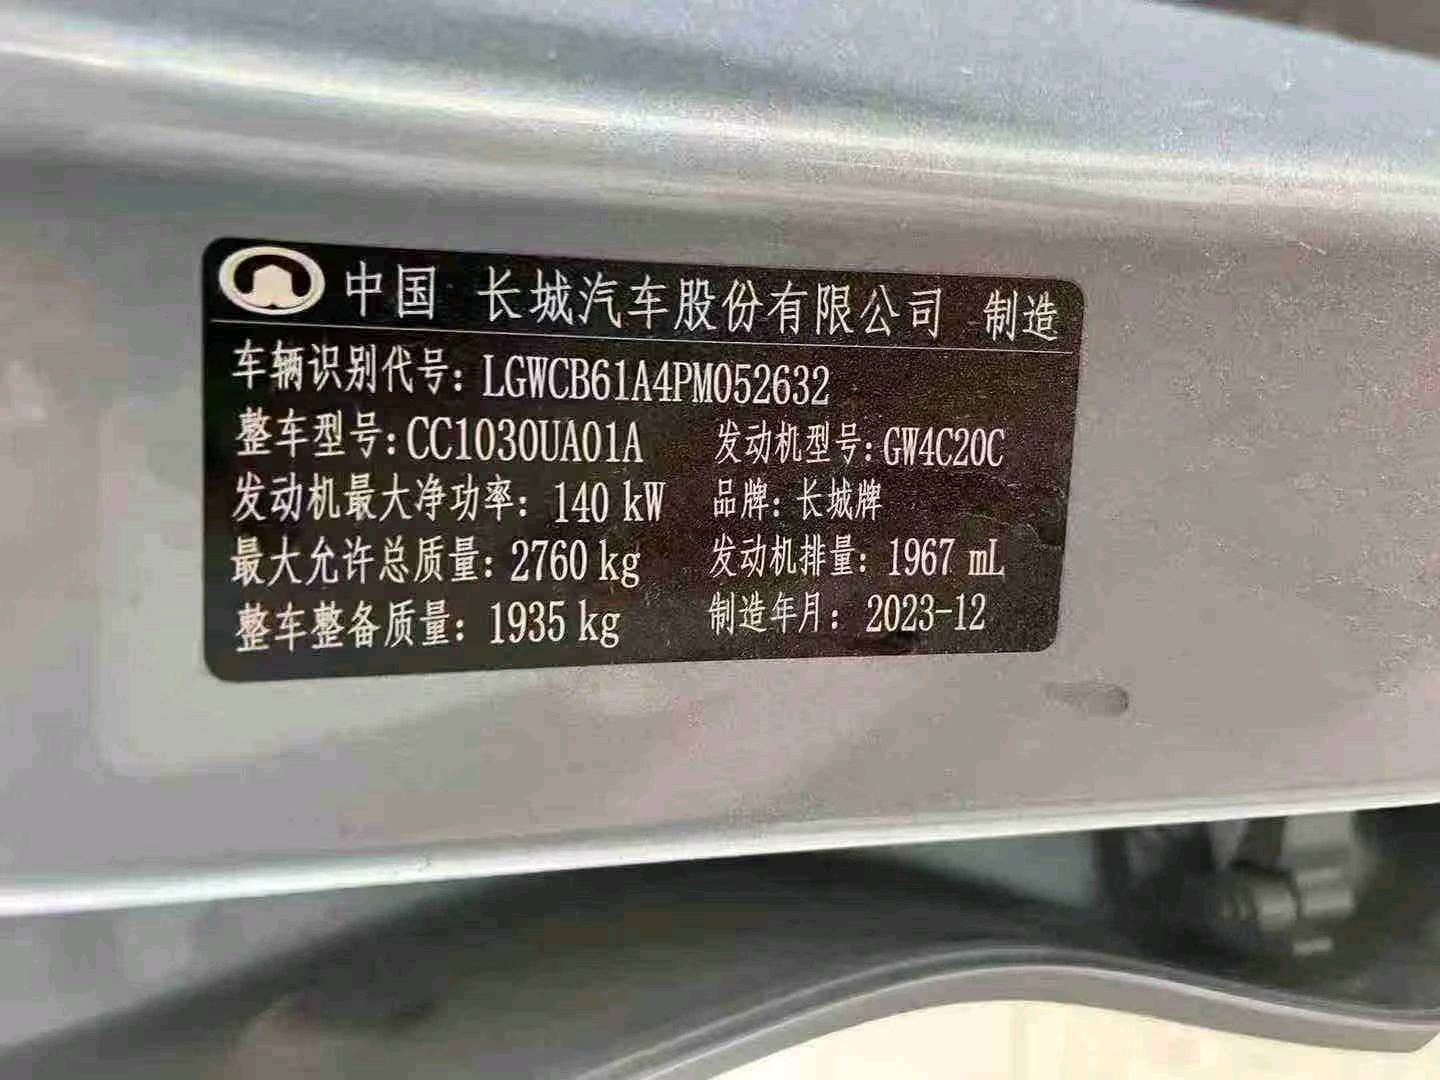 中国 长城汽车股份有限公司 制造
车辆识别代号: LGWCB61A4PM052632
整车型号: CC1030UA01A 发动机型号: GW4C20C
发动机最大净功率: 140 kW 品牌: 长城牌
最大允许总质量: 2760 kg 发动机排量: 1967 mL
整车整备质量: 1935 kg 制造年月: 2023-12